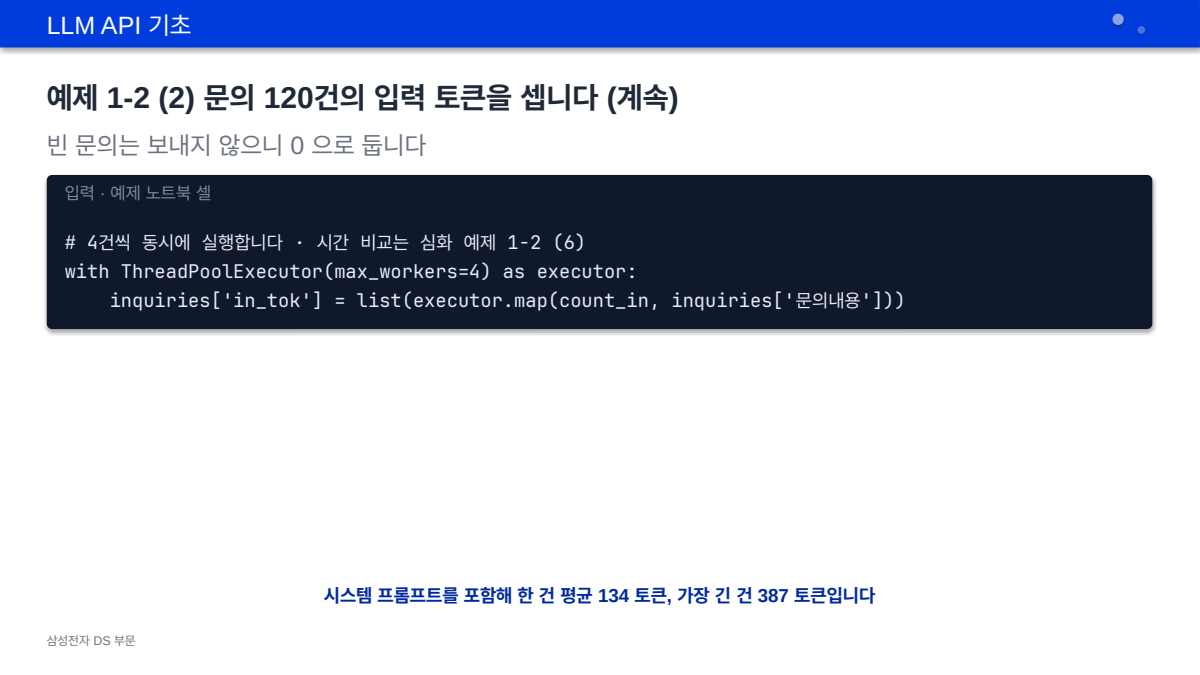 LLM API 기초
예제 1-2 (2) 문의 120건의 입력 토큰을 셉니다 (계속)
빈 문의는 보내지 않으니 0 으로 둡니다
입력 · 예제 노트북 셀
# 4건씩 동시에 실행합니다 · 시간 비교는 심화 예제 1-2 (6)
with ThreadPoolExecutor(max_workers=4) as executor:
    inquiries['in_tok'] = list(executor.map(count_in, inquiries['문의내용']))
시스템 프롬프트를 포함해 한 건 평균 134 토큰, 가장 긴 건 387 토큰입니다
삼성전자 DS 부문